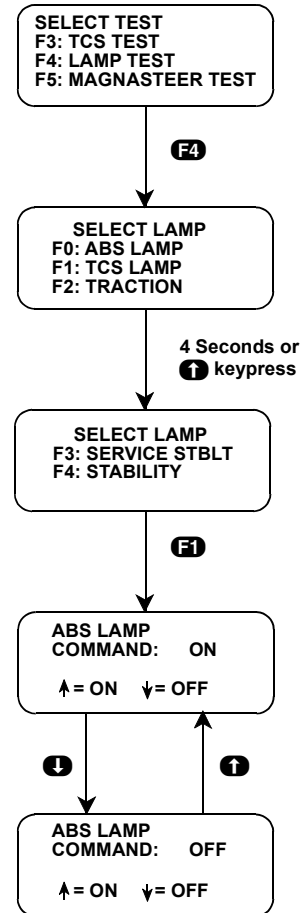 SELECT TEST
F3: TCS TEST
F4: LAMP TEST
F5: MAGNASTEER TEST
F4
SELECT LAMP
F0: ABS LAMP
F1: TCS LAMP
F2: TRACTION
4 Seconds or
⬆ keypress
SELECT LAMP
F3: SERVICE STBLT
F4: STABILITY
F1
ABS LAMP
COMMAND: ON
↑ = ON ↓ = OFF
⬇ ⬆
ABS LAMP
COMMAND: OFF
↑ = ON ↓ = OFF